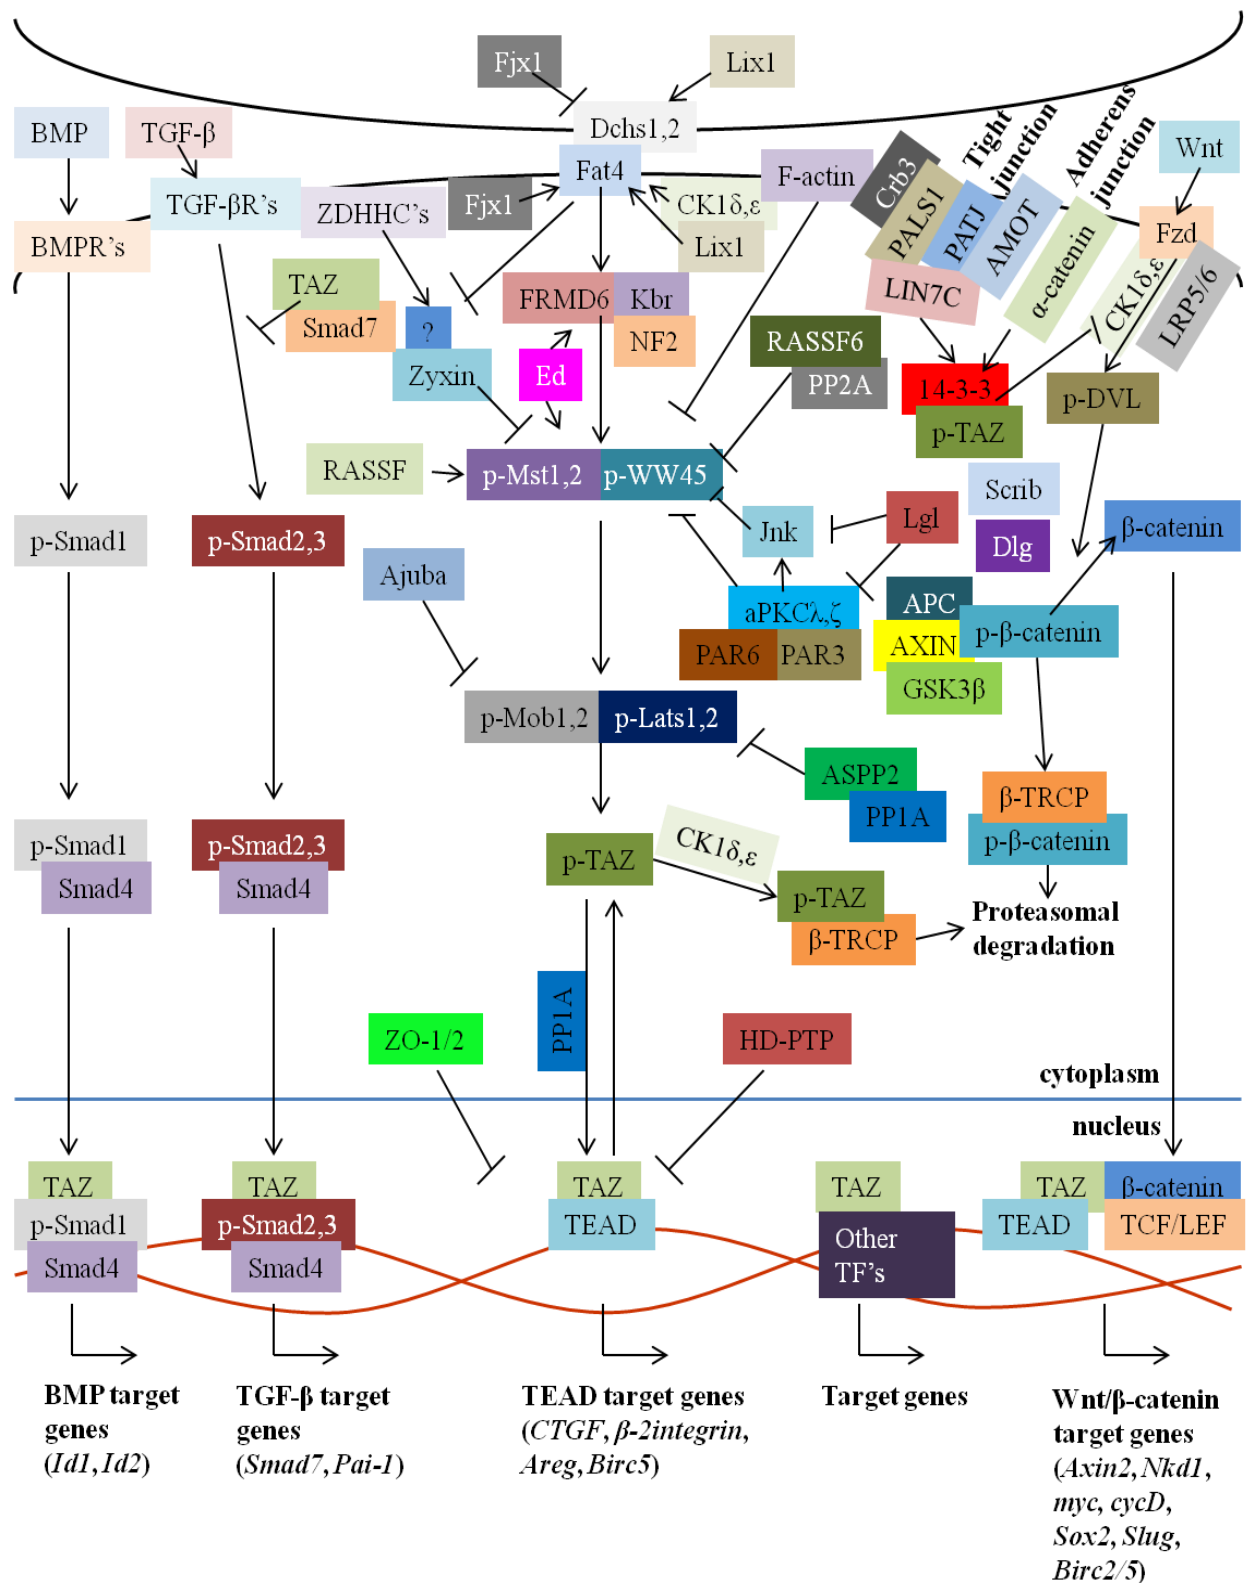 Fjx1
Lix1
Dchs1,2
BMP
TGF-β
Fat4
F-actin
Crb3
PALS1
PATJ
AMOT
Tight
junction
Adherens
junction
Wnt
TGF-βR's
ZDHHC's
Fjx1
CK1δ,ε
Lix1
BMPR's
Fzd
CK1δ,ε
LRP5/6
α-catenin
LIN7C
TAZ
Smad7
?
Zyxin
FRMD6
Kbr
NF2
Ed
RASSF6
PP2A
14-3-3
p-TAZ
p-DVL
RASSF
p-Mst1,2
p-WW45
Scrib
Dlg
p-Smad1
p-Smad2,3
Jnk
Lgl
β-catenin
Ajuba
aPKCλ,ζ
PAR6
PAR3
APC
AXIN
GSK3β
p-β-catenin
p-Mob1,2
p-Lats1,2
ASPP2
PP1A
β-TRCP
p-β-catenin
p-Smad1
Smad4
p-Smad2,3
Smad4
p-TAZ
CK1δ,ε
p-TAZ
β-TRCP
Proteasomal
degradation
PP1A
ZO-1/2
HD-PTP
cytoplasm
nucleus
TAZ
p-Smad1
Smad4
TAZ
p-Smad2,3
Smad4
TAZ
TEAD
TAZ
Other
TF's
TAZ
β-catenin
TEAD
TCF/LEF
BMP target
genes
(Id1, Id2)
TGF-β target
genes
(Smad7, Pai-1)
TEAD target genes
(CTGF, β-2integrin,
Areg, Birc5)
Target genes
Wnt/β-catenin
target genes
(Axin2, Nkd1,
myc, cycD,
Sox2, Slug,
Birc2/5)